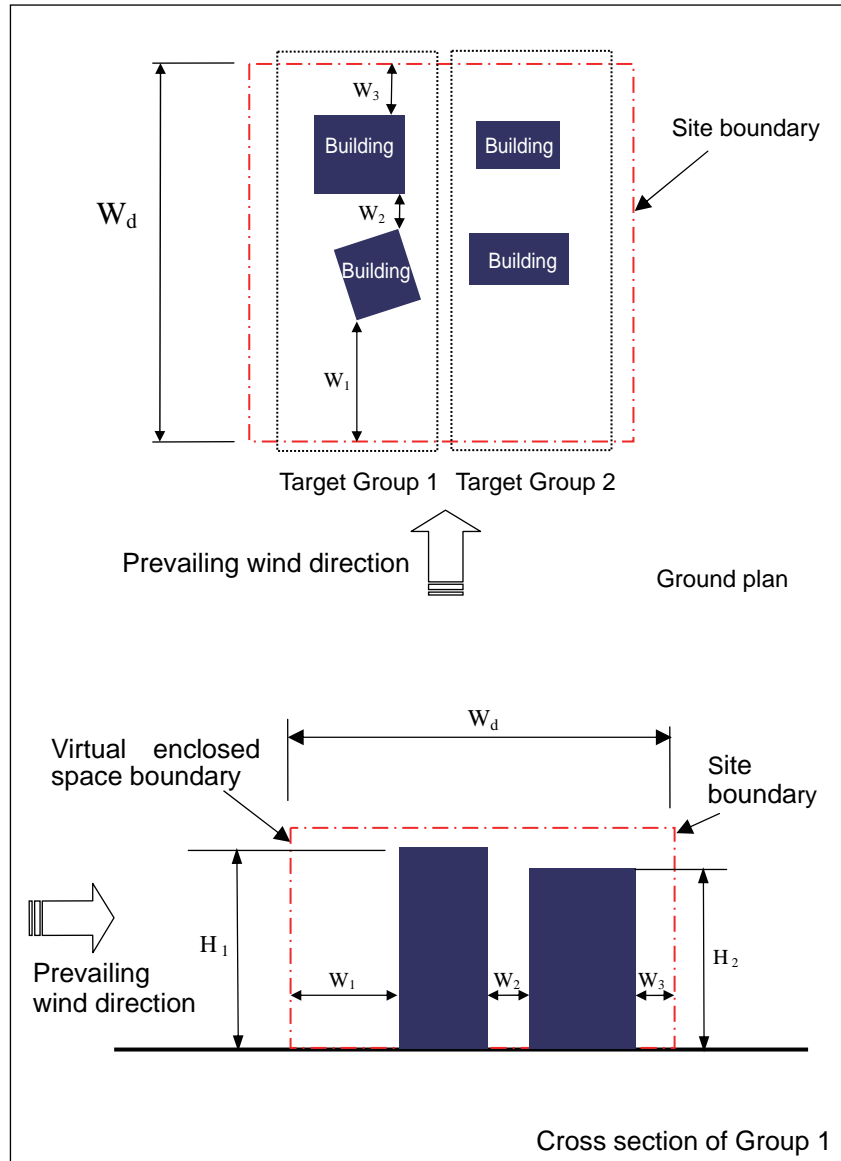 W3
Building
Building
Site boundary
Wd
W2
Building
Building
W1
Target Group 1
Target Group 2
Prevailing wind direction
Ground plan
Wd
Virtual enclosed
space boundary
Site
boundary
H1
W1
W2
W3
H2
Prevailing
wind direction
Cross section of Group 1